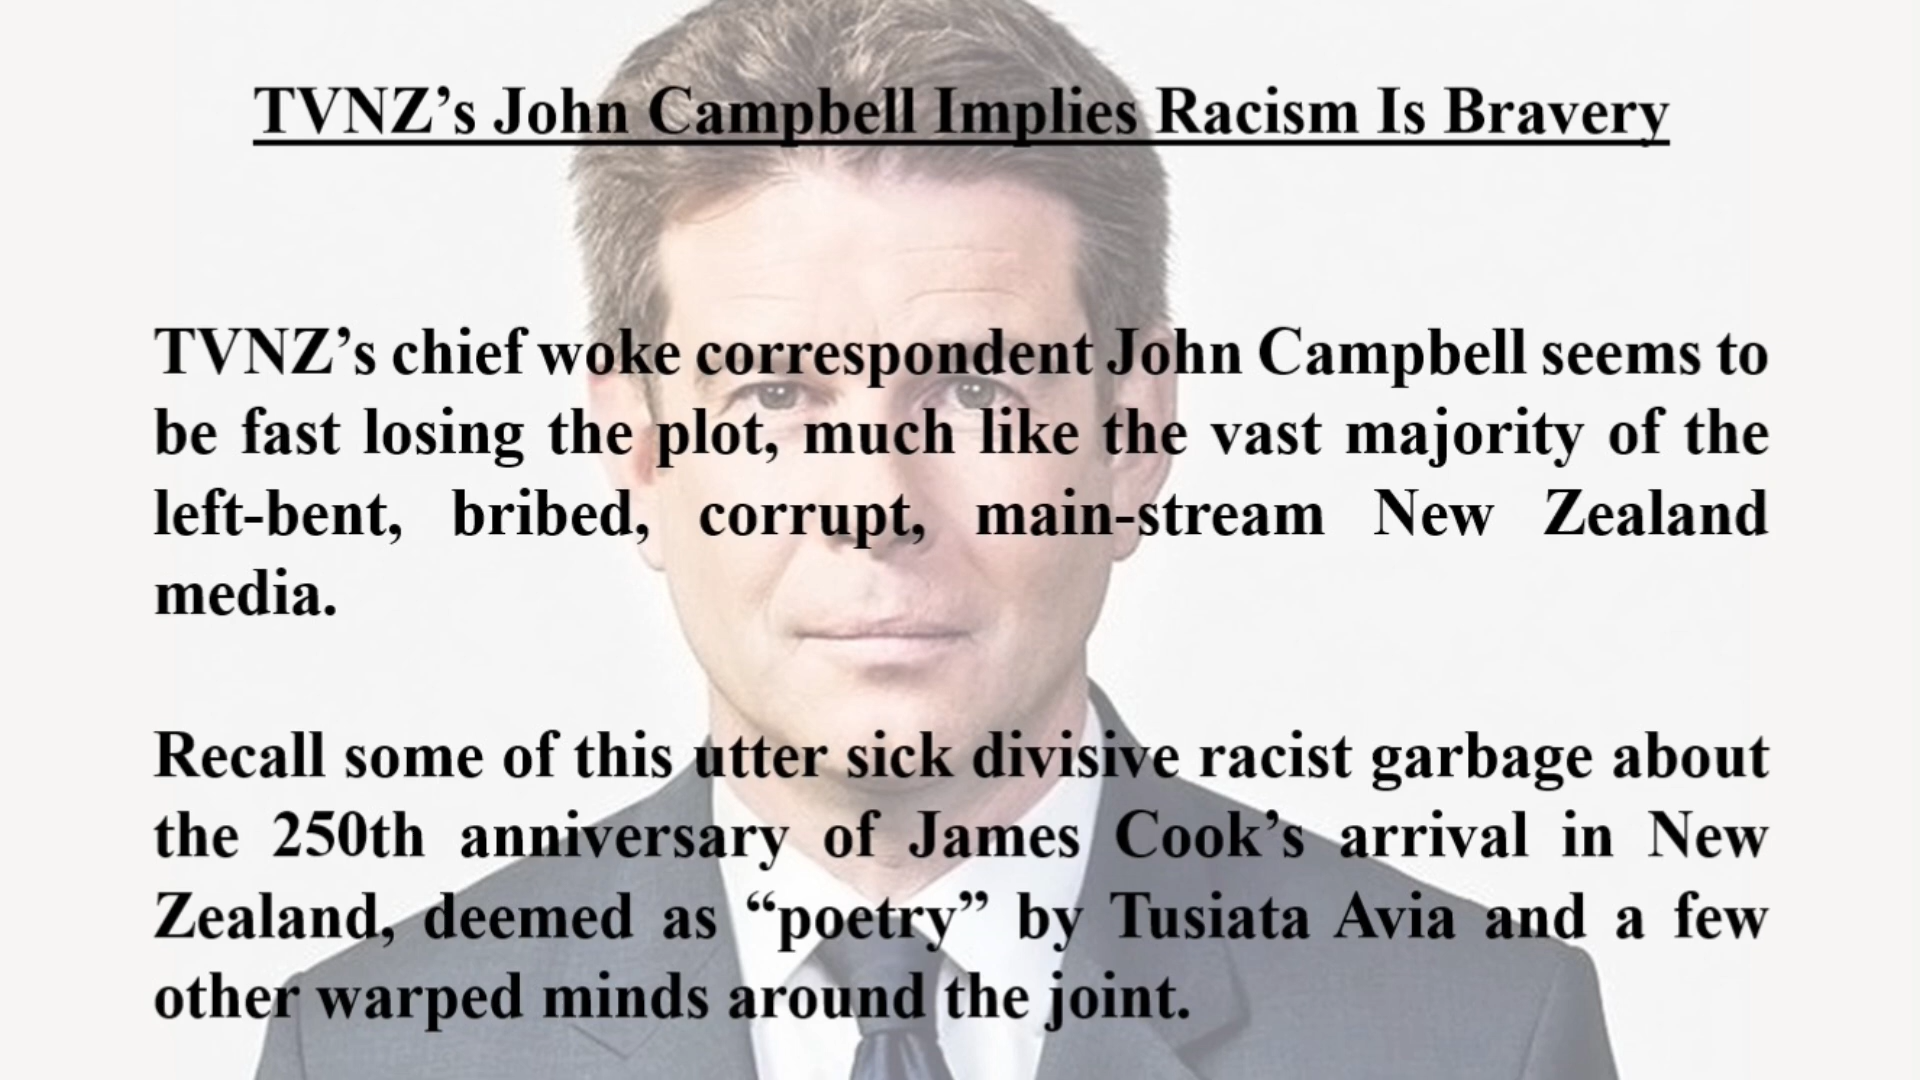 TVNZ’s John Campbell Implies Racism Is Bravery
TVNZ’s chief woke correspondent John Campbell seems to
be fast losing the plot, much like the vast majority of the
left-bent, bribed, corrupt, main-stream New Zealand
media.
Recall some of this utter sick divisive racist garbage about
the 250th anniversary of James Cook’s arrival in New
Zealand, deemed as “poetry” by Tusiata Avia and a few
other warped minds around the joint.